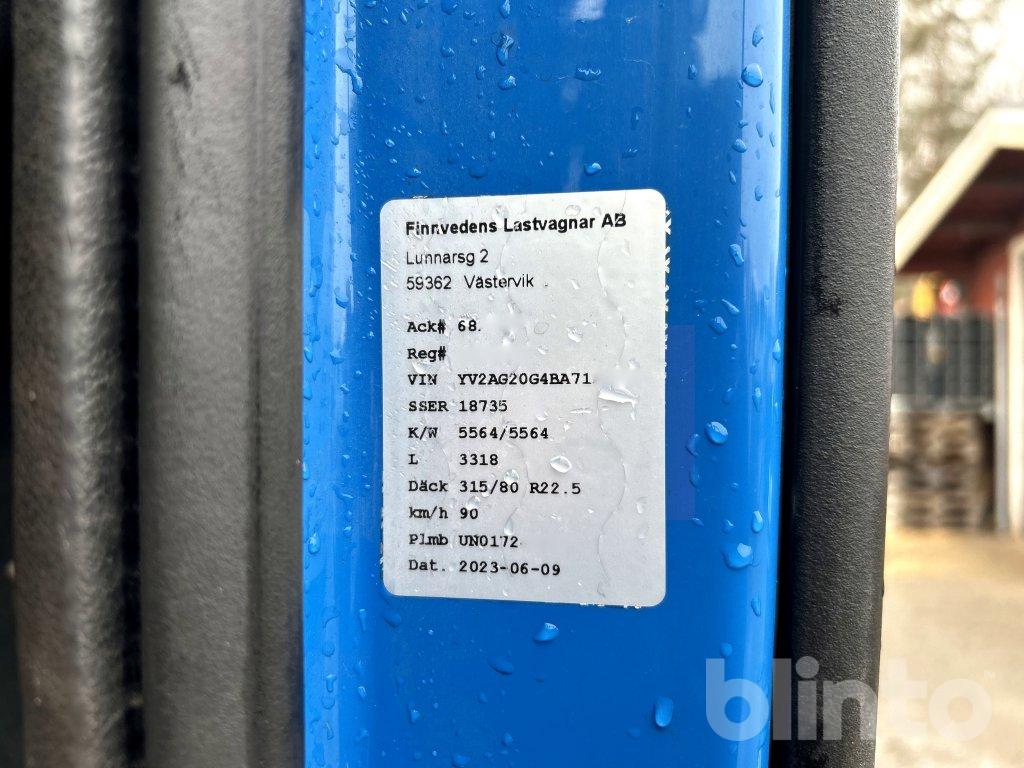 Finnvedens Lastvagnar AB
Lunnarsg 2
59362 Västervik
Ack# 68
Reg#
VIN YV2AG20G4BA71
SSER 18735
K/W 5564/5564
L 3318
Däck 315/80 R22.5
km/h 90
Plmb UN0172
Dat. 2023-06-09
blinto